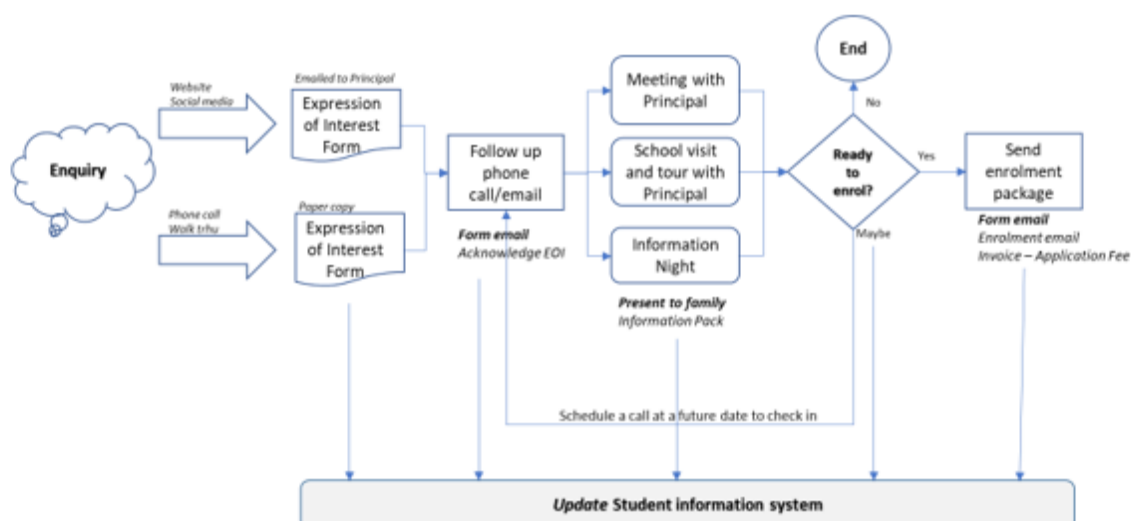 Enquiry
Website
Social media
Phone call
Walk trhu
Emailed to Principal
Expression
of Interest
Form
Paper copy
Expression
of Interest
Form
Follow up
phone
call/email
Form email
Acknowledge EOI
Meeting with
Principal
School visit
and tour with
Principal
Information
Night
Present to family
Information Pack
End
No
Ready
to
enrol?
Yes
Maybe
Send
enrolment
package
Form email
Enrolment email
Invoice – Application Fee
Schedule a call at a future date to check in
Update Student information system